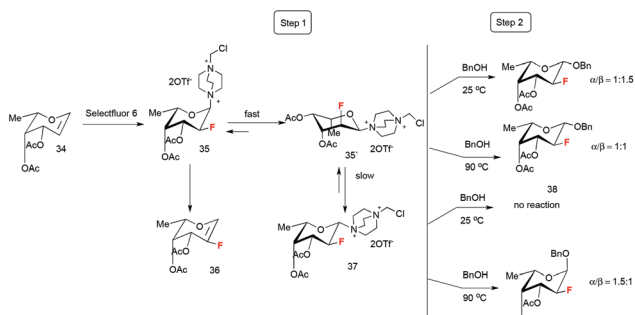 Step 1
Step 2
Cl
N
+
2OTf-
N
+
Me
O
AcO
OAc
34
Selectfluor 6
Me
O
F
AcO
OAc
35
fast
AcO
F
O
Me
OAc
N
+
N
+
Cl
35`
2OTf-
slow
Me
O
F
AcO
OAc
36
Me
O
N
+
N
+
Cl
F
2OTf-
AcO
OAc
37
BnOH
25 ºC
Me
O
OBn
F
AcO
OAc
α/β = 1:1.5
BnOH
90 ºC
Me
O
OBn
F
AcO
OAc
α/β = 1:1
38
BnOH
25 ºC
no reaction
BnOH
90 ºC
BnO
Me
O
F
AcO
α/β = 1.5:1